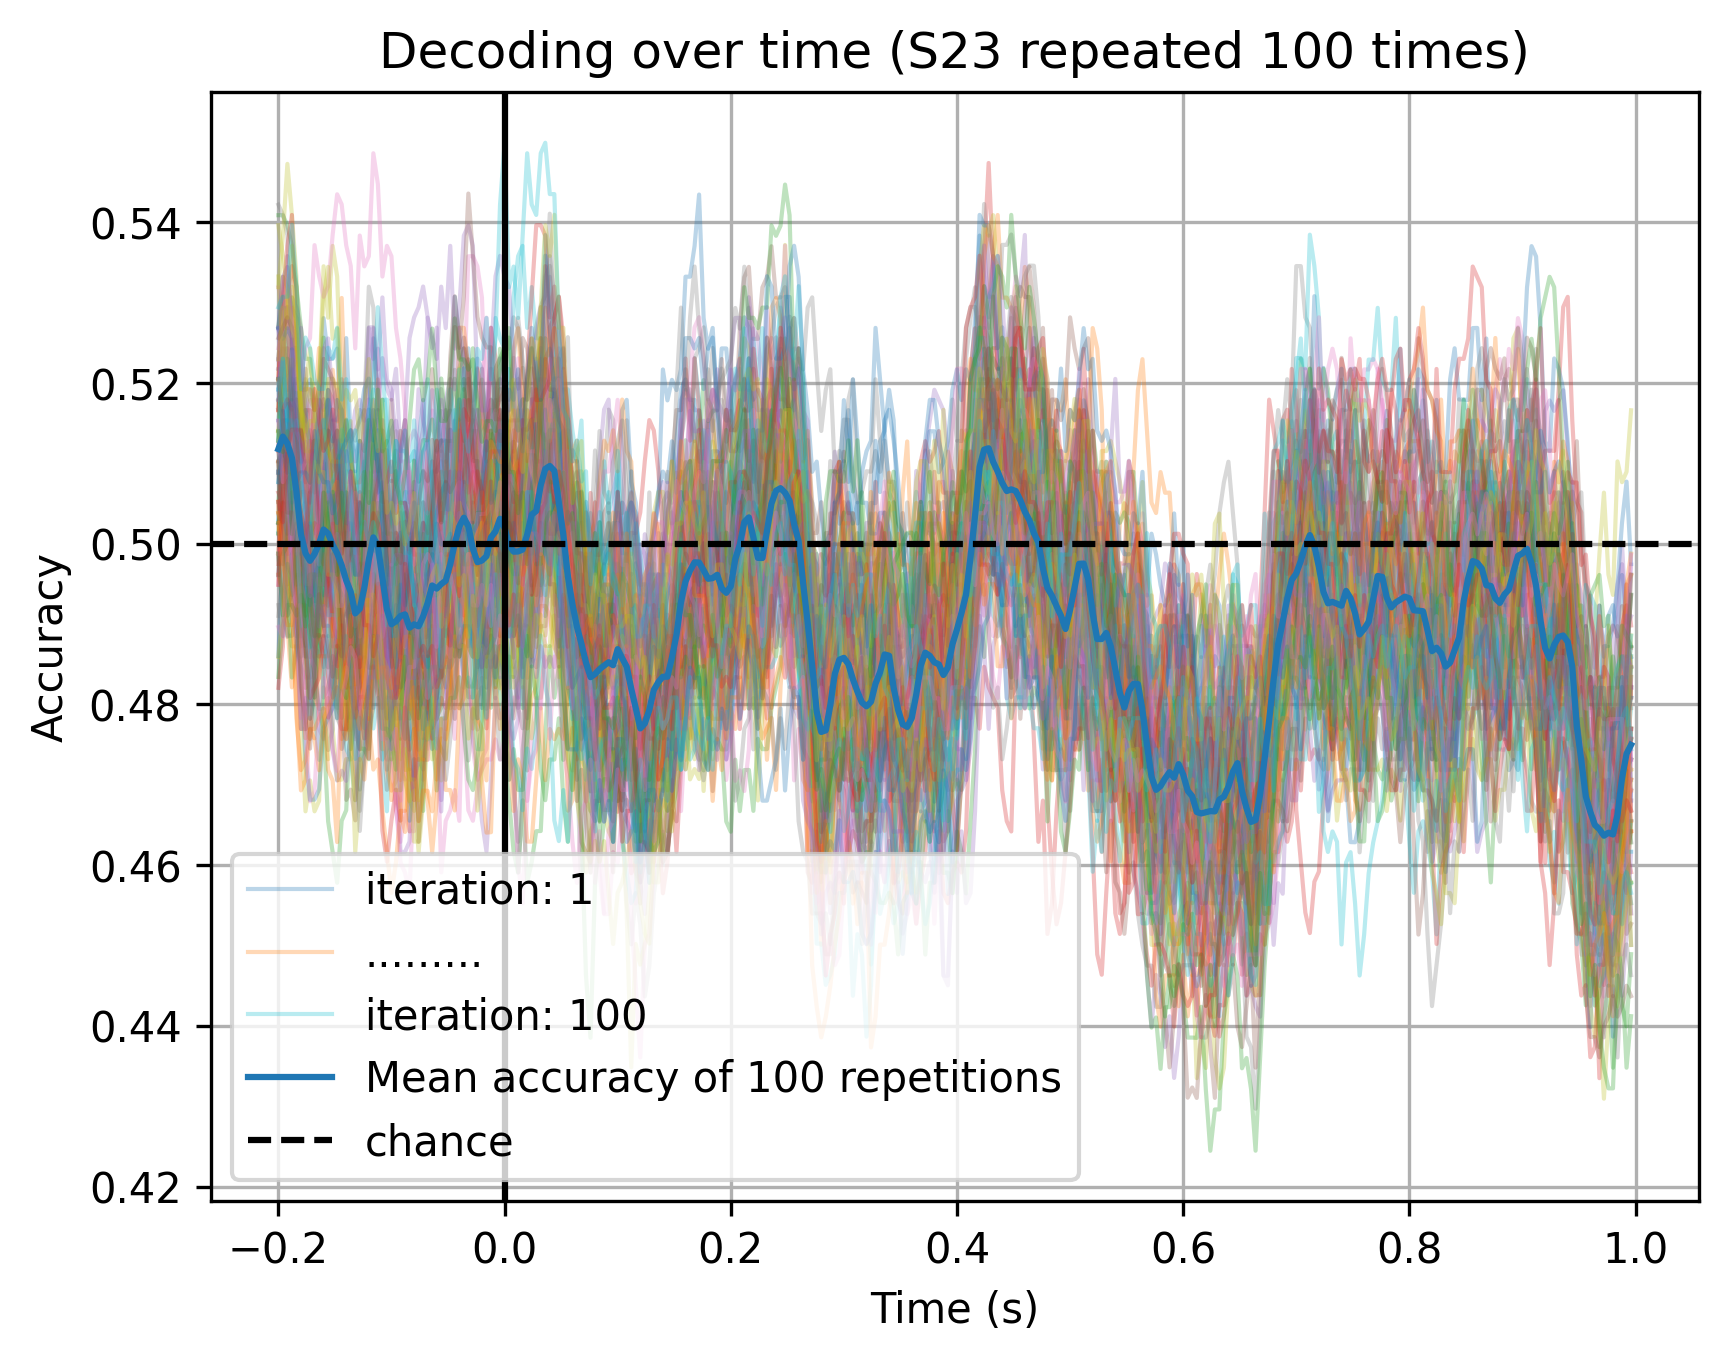 Decoding over time (S23 repeated 100 times)
Accuracy
0.54
0.52
0.50
0.48
0.46
0.44
0.42
iteration: 1
.........
iteration: 100
Mean accuracy of 100 repetitions
chance
−0.2 0.0 0.2 0.4 0.6 0.8 1.0
Time (s)